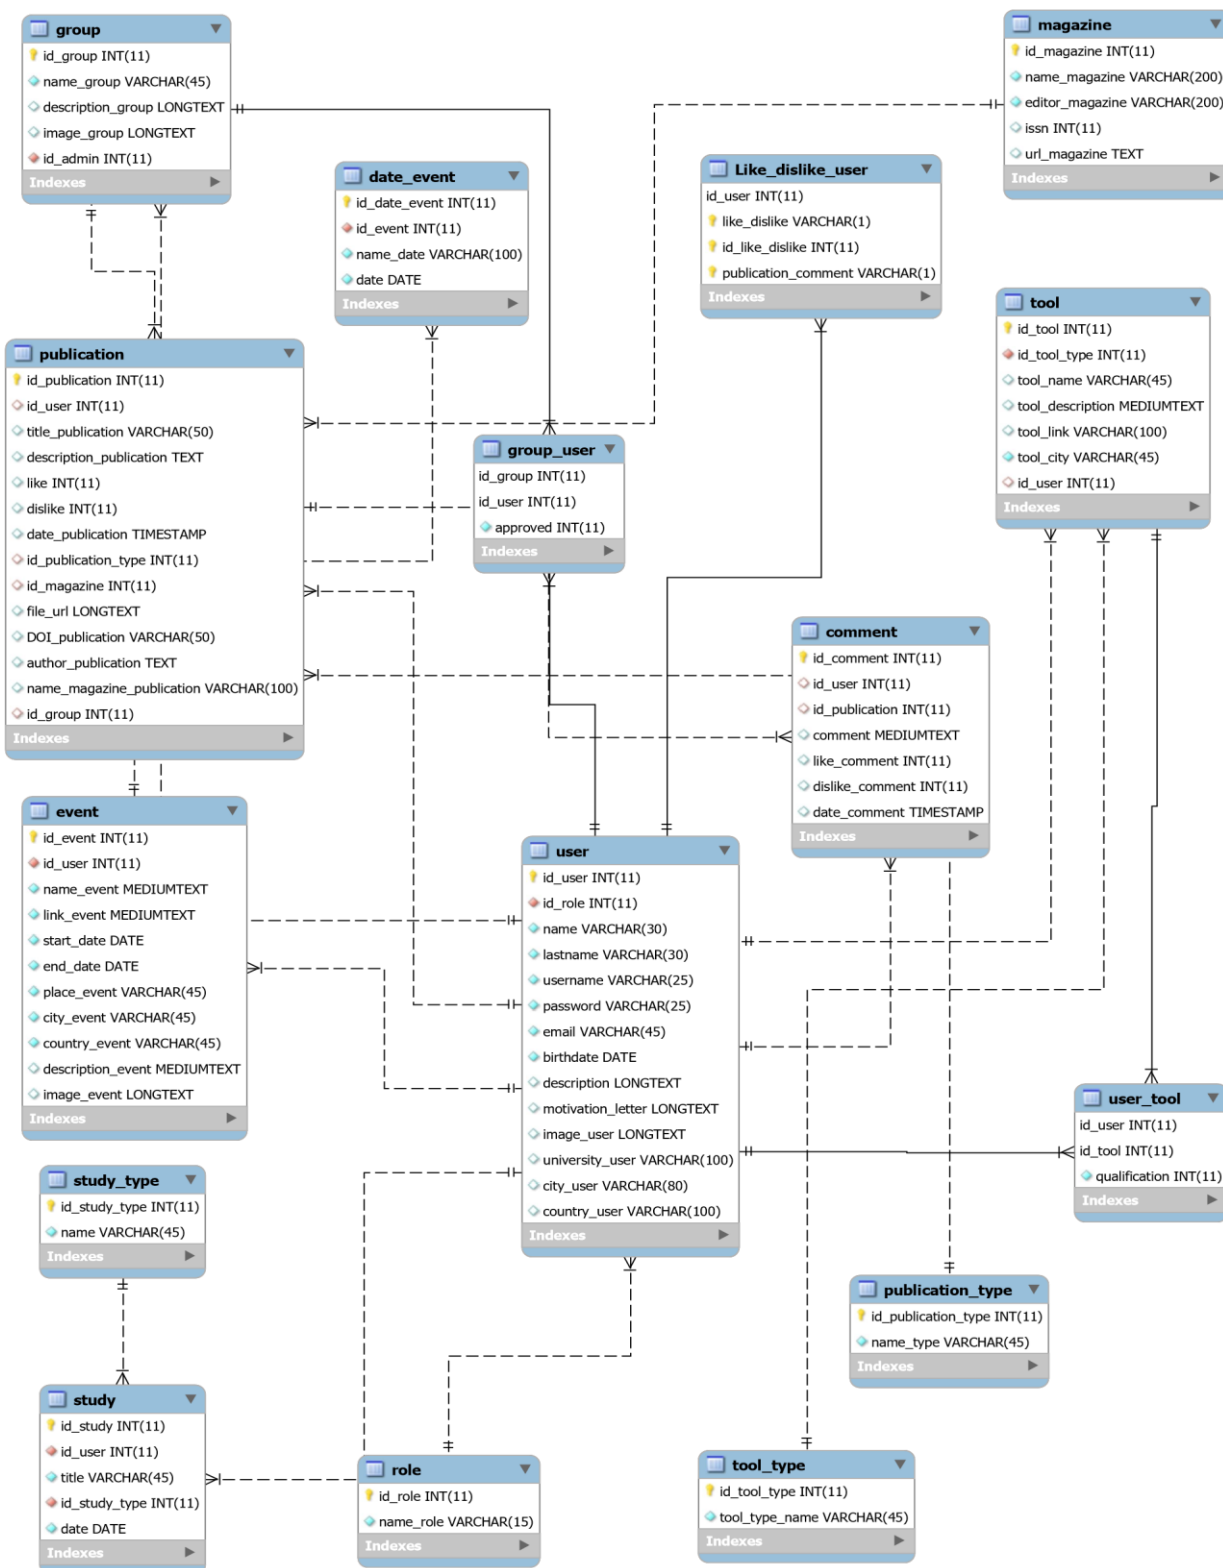 group
id_group INT(11)
name_group VARCHAR(45)
description_group LONGTEXT
image_group LONGTEXT
id_admin INT(11)
Indexes
magazine
id_magazine INT(11)
name_magazine VARCHAR(200)
editor_magazine VARCHAR(200)
issn INT(11)
url_magazine TEXT
Indexes
date_event
id_date_event INT(11)
id_event INT(11)
name_date VARCHAR(100)
date DATE
Indexes
Like_dislike_user
id_user INT(11)
like_dislike VARCHAR(1)
id_like_dislike INT(11)
publication_comment VARCHAR(1)
Indexes
tool
id_tool INT(11)
id_tool_type INT(11)
tool_name VARCHAR(45)
tool_description MEDIUMTEXT
tool_link VARCHAR(100)
tool_city VARCHAR(45)
id_user INT(11)
Indexes
publication
id_publication INT(11)
id_user INT(11)
title_publication VARCHAR(50)
description_publication TEXT
like INT(11)
dislike INT(11)
date_publication TIMESTAMP
id_publication_type INT(11)
id_magazine INT(11)
file_url LONGTEXT
DOI_publication VARCHAR(50)
author_publication TEXT
name_magazine_publication VARCHAR(100)
id_group INT(11)
Indexes
group_user
id_group INT(11)
id_user INT(11)
approved INT(11)
Indexes
comment
id_comment INT(11)
id_user INT(11)
id_publication INT(11)
comment MEDIUMTEXT
like_comment INT(11)
dislike_comment INT(11)
date_comment TIMESTAMP
Indexes
event
id_event INT(11)
id_user INT(11)
name_event MEDIUMTEXT
link_event MEDIUMTEXT
start_date DATE
end_date DATE
place_event VARCHAR(45)
city_event VARCHAR(45)
country_event VARCHAR(45)
description_event MEDIUMTEXT
image_event LONGTEXT
Indexes
user
id_user INT(11)
id_role INT(11)
name VARCHAR(30)
lastname VARCHAR(30)
username VARCHAR(25)
password VARCHAR(25)
email VARCHAR(45)
birthdate DATE
description LONGTEXT
motivation_letter LONGTEXT
image_user LONGTEXT
university_user VARCHAR(100)
city_user VARCHAR(80)
country_user VARCHAR(100)
Indexes
user_tool
id_user INT(11)
id_tool INT(11)
qualification INT(11)
Indexes
study_type
id_study_type INT(11)
name VARCHAR(45)
Indexes
publication_type
id_publication_type INT(11)
name_type VARCHAR(45)
Indexes
study
id_study INT(11)
id_user INT(11)
title VARCHAR(45)
id_study_type INT(11)
date DATE
Indexes
role
id_role INT(11)
name_role VARCHAR(15)
Indexes
tool_type
id_tool_type INT(11)
tool_type_name VARCHAR(45)
Indexes